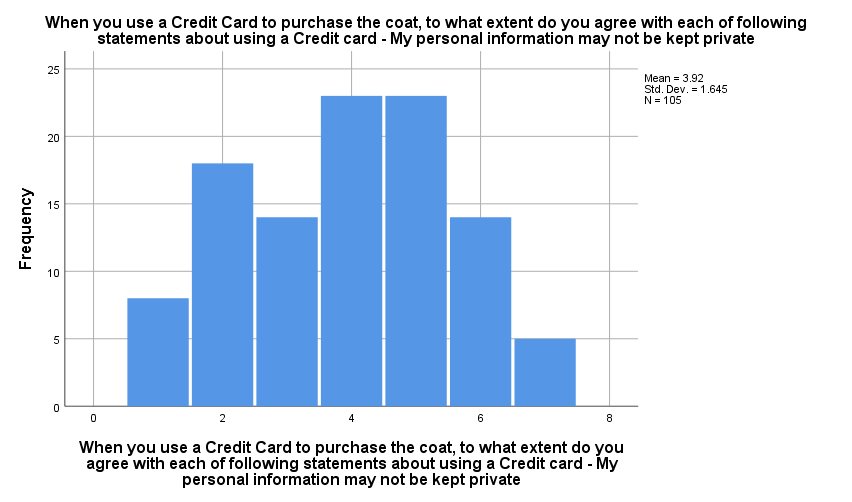 When you use a Credit Card to purchase the coat, to what extent do you agree with each of following
statements about using a Credit card - My personal information may not be kept private
Mean = 3.92
Std. Dev. = 1.645
N = 105
25
20
15
10
5
0
Frequency
0 2 4 6 8
When you use a Credit Card to purchase the coat, to what extent do you
agree with each of following statements about using a Credit card - My
personal information may not be kept private